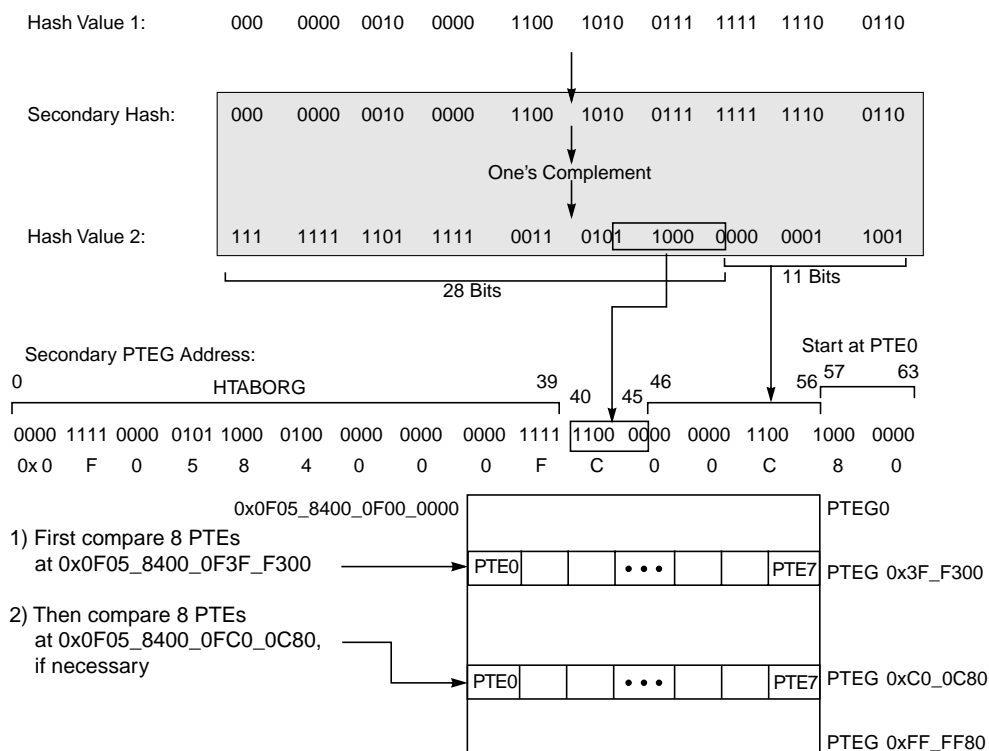 Hash Value 1: 000 0000 0010 0000 1100 1010 0111 1111 1110 0110
Secondary Hash: 000 0000 0010 0000 1100 1010 0111 1111 1110 0110
One's Complement
Hash Value 2: 111 1111 1101 1111 0011 0101 1000 0000 0001 1001
28 Bits 11 Bits
Secondary PTEG Address: Start at PTE0
0 HTABORG 39 40 45 46 56 57 63
0000 1111 0000 0101 1000 0100 0000 0000 0000 1111 1100 0000 0000 1100 1000 0000
0x 0 F 0 5 8 4 0 0 0 F C 0 0 C 8 0
0x0F05_8400_0F00_0000 PTEG0
1) First compare 8 PTEs
at 0x0F05_8400_0F3F_F300
PTE0 • • • PTE7 PTEG 0x3F_F300
2) Then compare 8 PTEs
at 0x0F05_8400_0FC0_0C80,
if necessary
PTE0 • • • PTE7 PTEG 0xC0_0C80
PTEG 0xFF_FF80